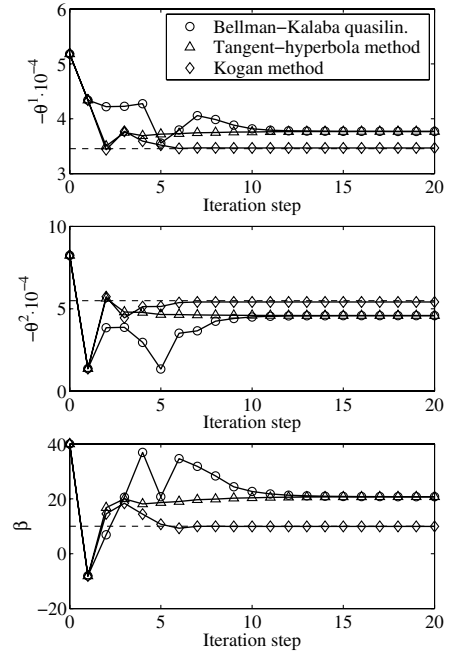 6
5
4
3
−θ¹·10⁻⁴
Bellman−Kalaba quasilin.
Tangent−hyperbola method
Kogan method
0 5 10 15 20
Iteration step
10
5
0
−θ²·10⁻⁴
0 5 10 15 20
Iteration step
40
20
0
−20
β
0 5 10 15 20
Iteration step